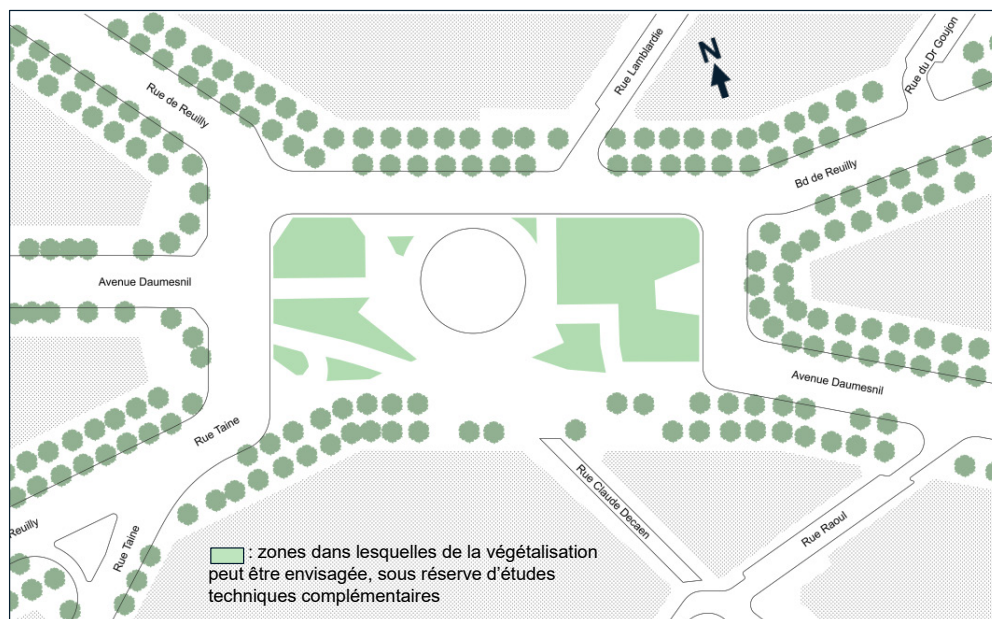 Rue de Reuilly
Rue Lamblardie
N
Rue du Dr Goujon
Bd de Reuilly
Avenue Daumesnil
Avenue Daumesnil
Rue Taine
Reuilly
Rue Taine
Rue Claude Decaen
Rue Raoul
: zones dans lesquelles de la végétalisation
peut être envisagée, sous réserve d'études
techniques complémentaires